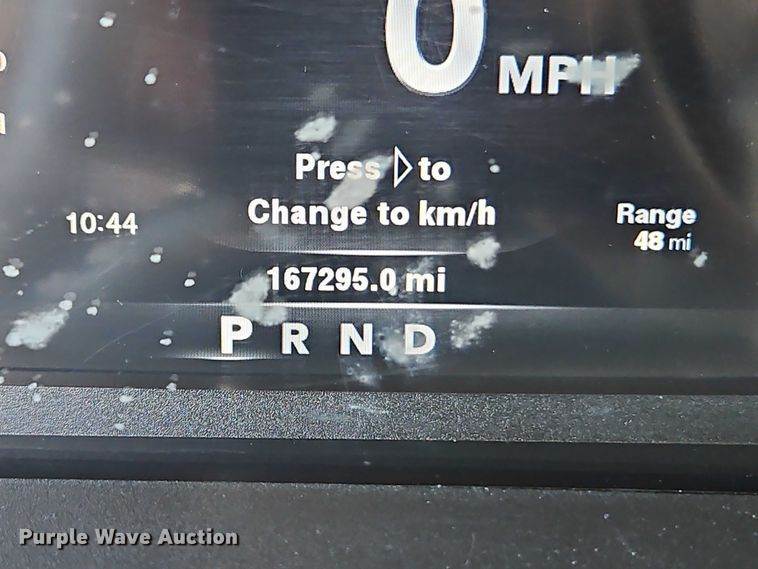 0 MPH
Press ▷ to
Change to km/h
10:44
Range
48 mi
167295.0 mi
P R N D
Purple Wave Auction